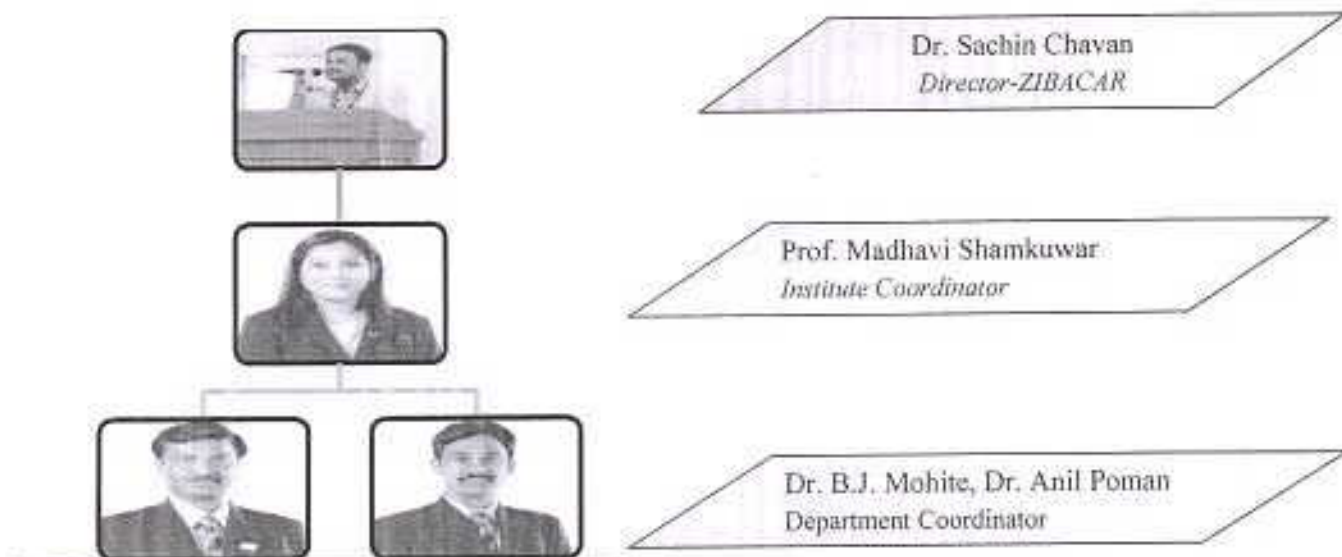 Dr. Sachin Chavan
Director-ZIBACAR
Prof. Madhavi Shamkuwar
Institute Coordinator
Dr. B.J. Mohite, Dr. Anil Poman
Department Coordinator